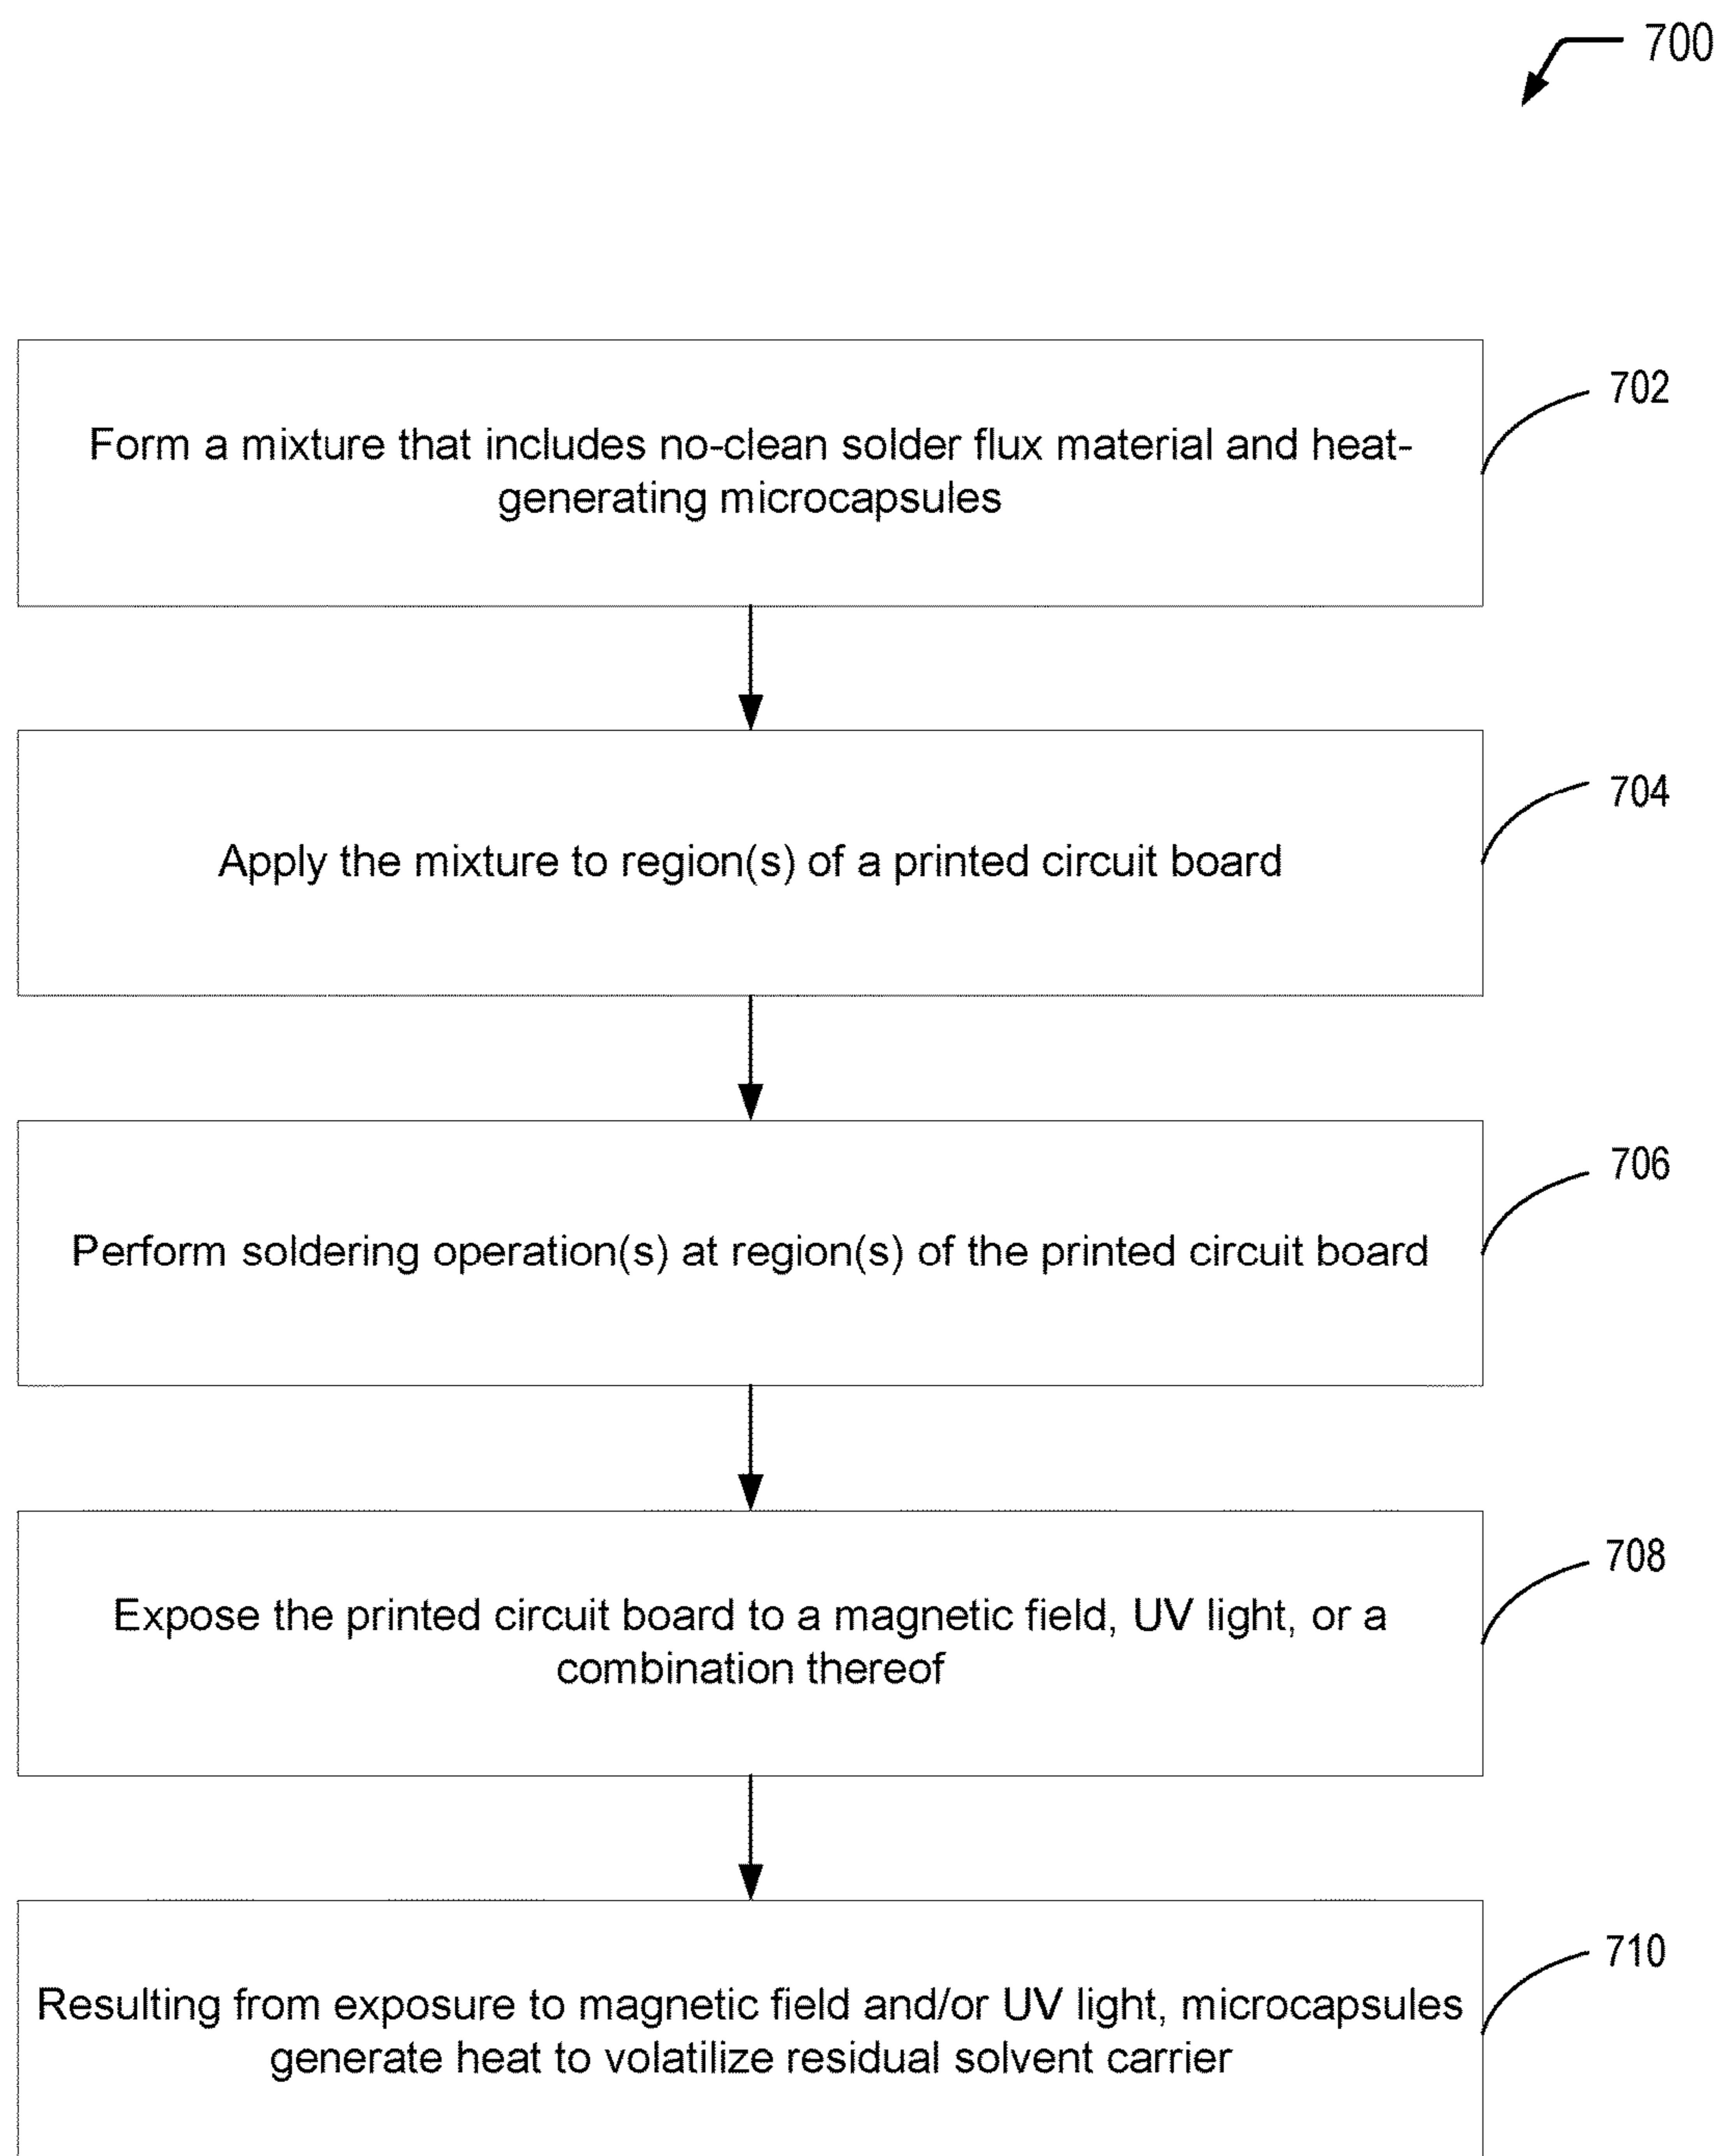 700
Form a mixture that includes no-clean solder flux material and heat-
generating microcapsules
702
Apply the mixture to region(s) of a printed circuit board
704
Perform soldering operation(s) at region(s) of the printed circuit board
706
Expose the printed circuit board to a magnetic field, UV light, or a
combination thereof
708
Resulting from exposure to magnetic field and/or UV light, microcapsules
generate heat to volatilize residual solvent carrier
710